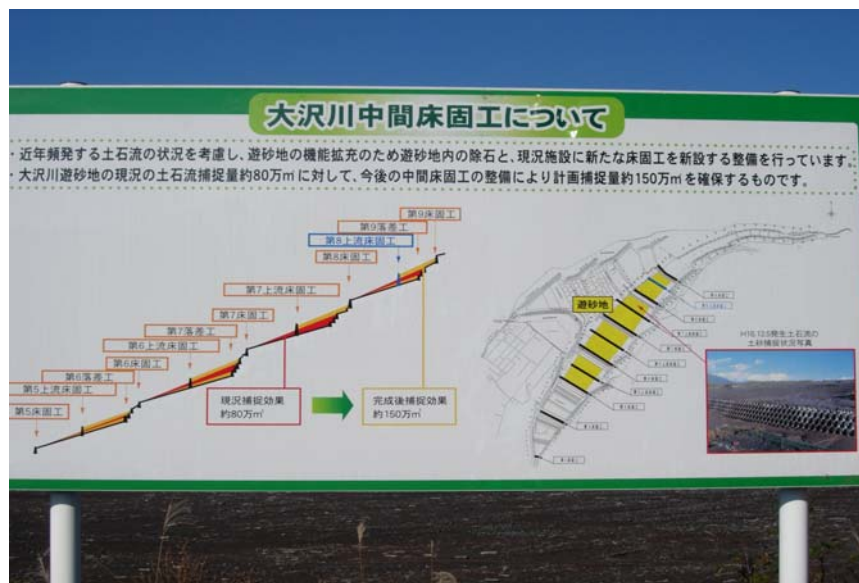 大沢川中間床固工について
・近年頻発する土石流の状況を考慮し、遊砂地の機能拡充のため遊砂地内の除石と、現況施設に新たな床固工を新設する整備を行っています。
・大沢川遊砂地の現況の土石流捕捉量約80万㎥に対して、今後の中間床固工の整備により計画捕捉量約150万㎥を確保するものです。
第9床固工
第9落差工
第8上流床固工
第8床固工
第7上流床固工
第7床固工
第7落差工
第6上流床固工
第6床固工
第6落差工
第5上流床固工
第5床固工
現況捕捉効果
約80万㎥
完成後捕捉効果
約150万㎥
遊砂地
土砂捕捉状況写真